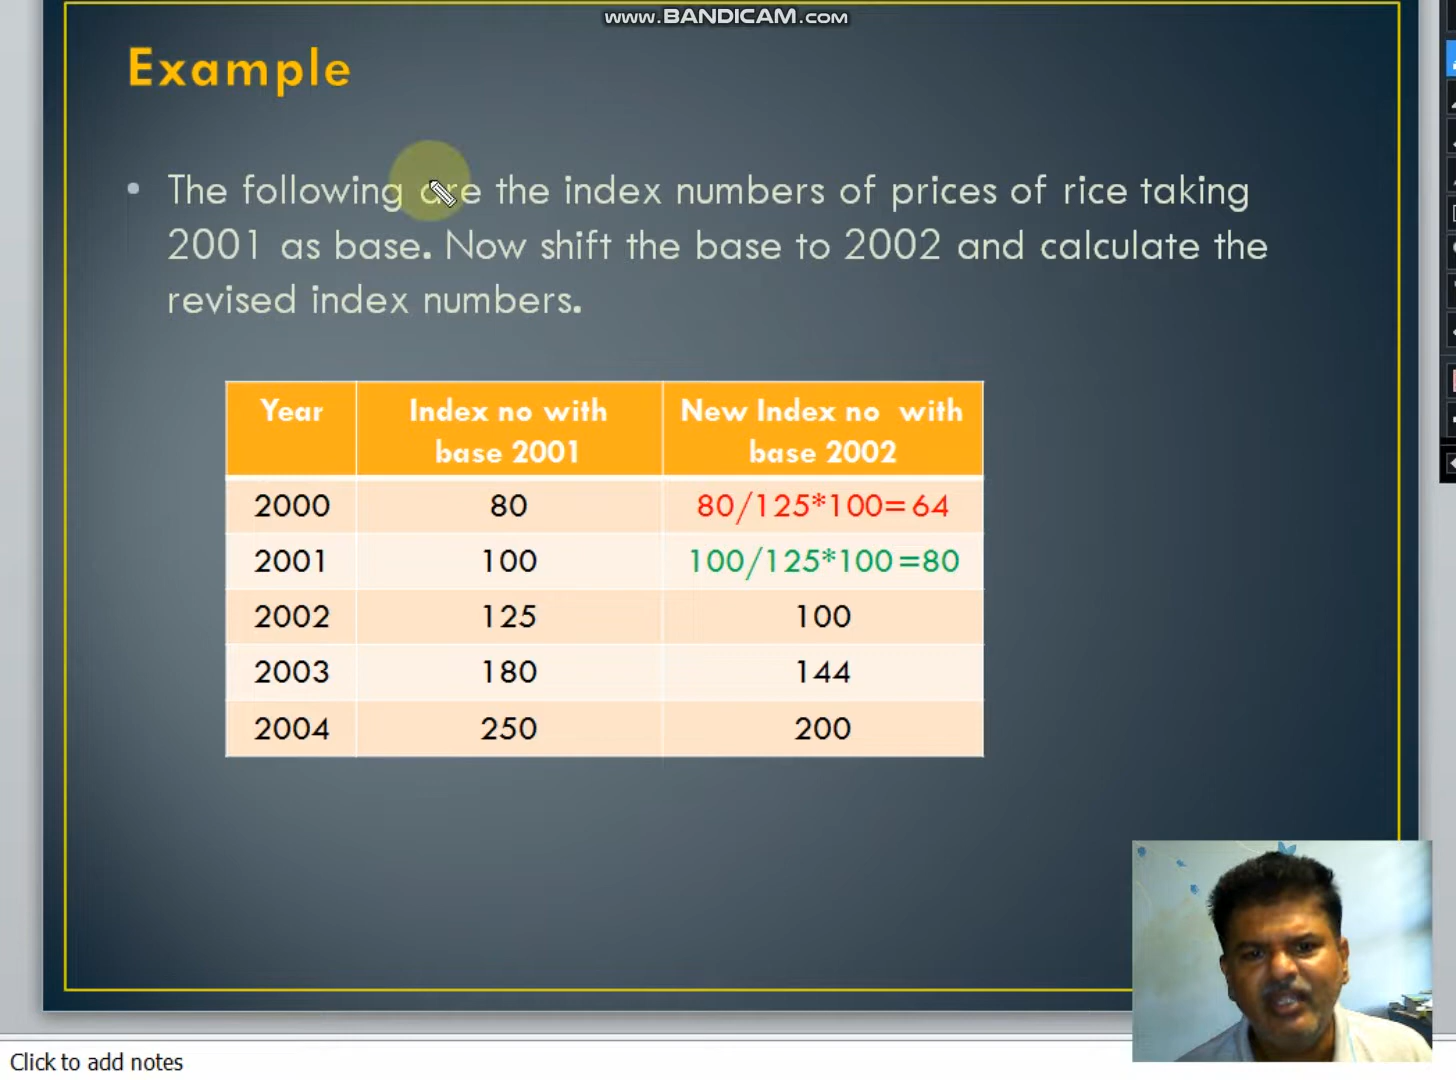 www.BANDICAM.com
Example
• The following are the index numbers of prices of rice taking
2001 as base. Now shift the base to 2002 and calculate the
revised index numbers.
Year Index no with base 2001 New Index no with base 2002
2000 80 80/125*100= 64
2001 100 100/125*100=80
2002 125 100
2003 180 144
2004 250 200
Click to add notes